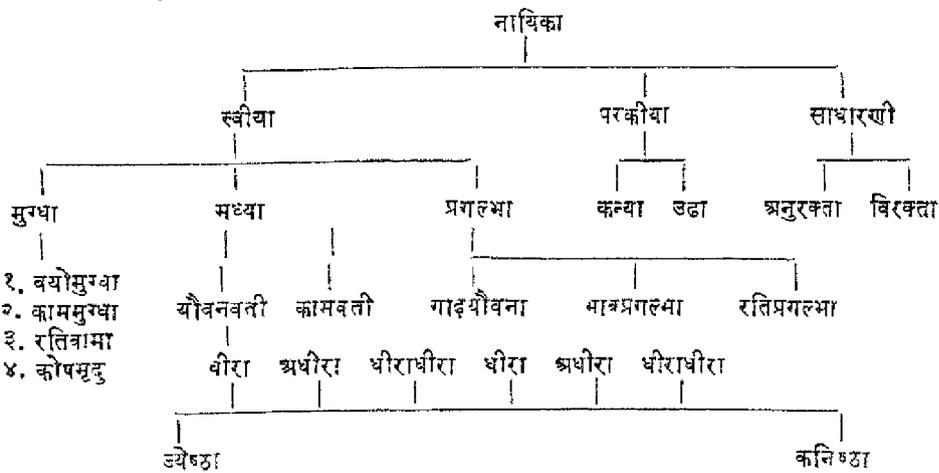 नायिका
स्वीया परकीया साधारणी
मुग्धा मध्या प्रगल्भा कन्या उढा अनुरक्ता विरक्ता
१. वयोमुग्धा
२. काममुग्धा
३. रतिवामा
४. कोपमृदु
यौवनवती कामवती गाढ़यौवना भावप्रगल्भा रतिप्रगल्भा
धीरा अधीरा धीराधीरा धीरा अधीरा धीराधीरा
ज्येष्ठा कनिष्ठा